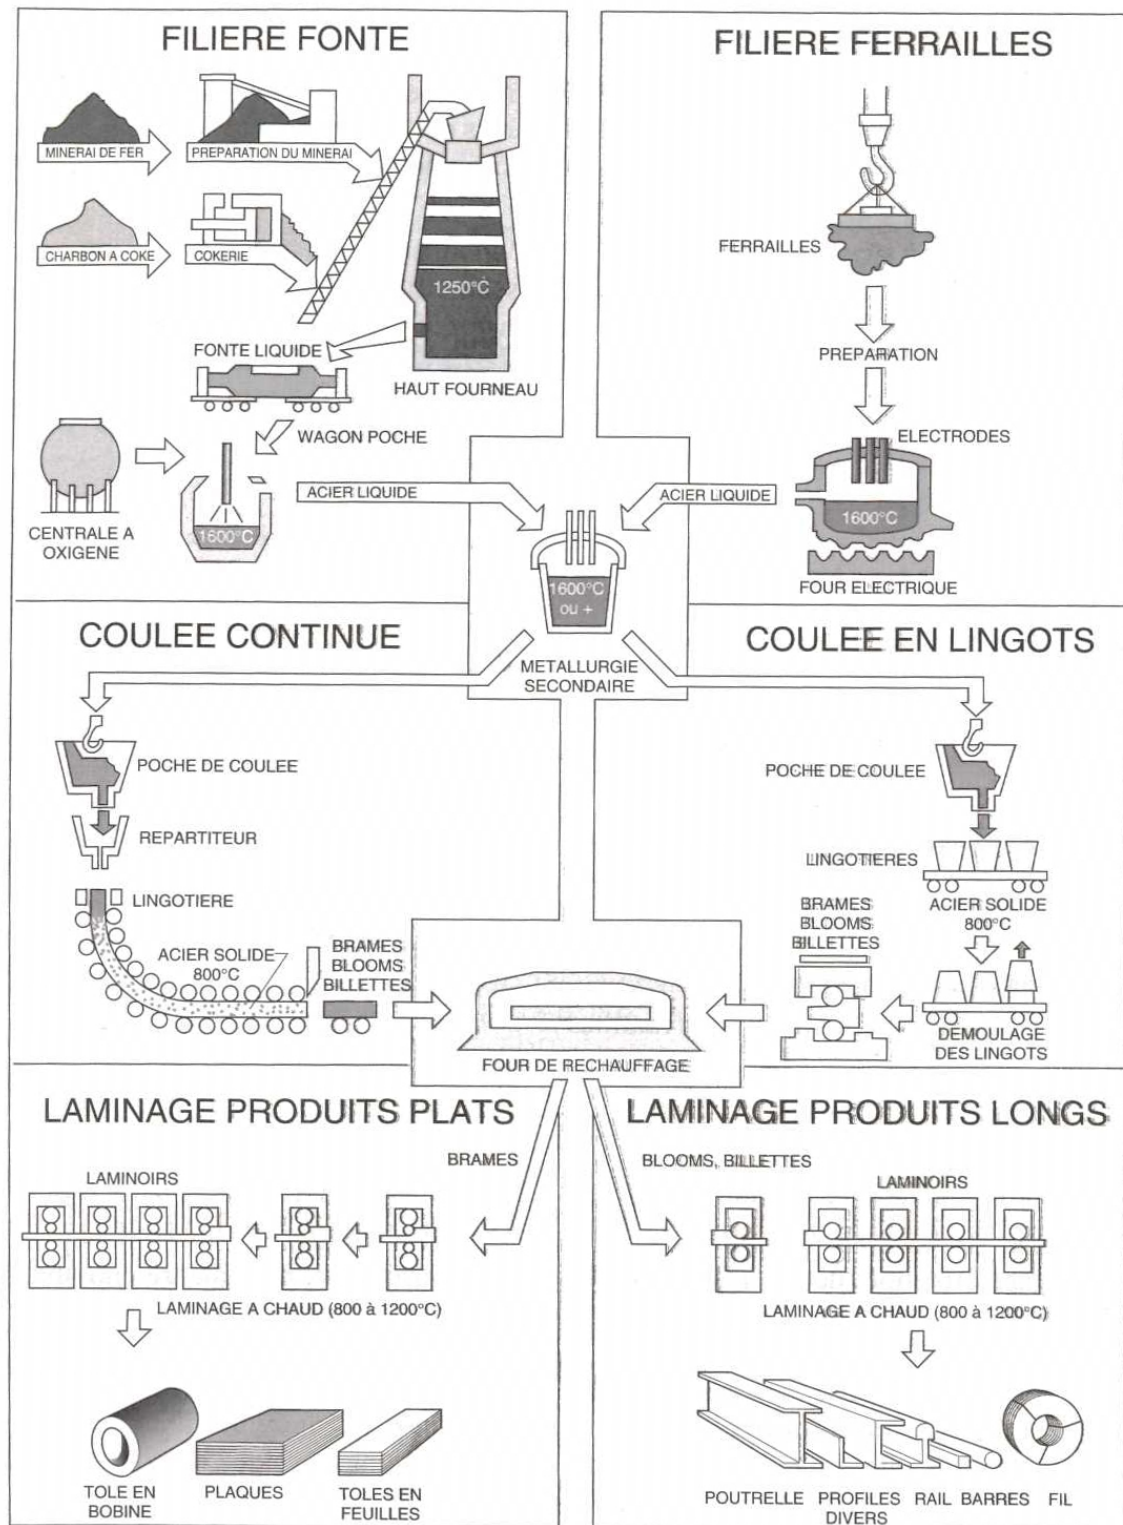 FILIERE FONTE
MINERAI DE FER
PREPARATION DU MINERAI
CHARBON A COKE
COKERIE
1250°C
FONTE LIQUIDE
HAUT FOURNEAU
WAGON POCHE
CENTRALE A
OXIGENE
1600°C
ACIER LIQUIDE
FILIERE FERRAILLES
FERRAILLES
PREPARATION
ELECTRODES
ACIER LIQUIDE
1600°C
FOUR ELECTRIQUE
1600°C
ou +
METALLURGIE
SECONDAIRE
COULEE CONTINUE
POCHE DE COULEE
REPARTITEUR
LINGOTIERE
ACIER SOLIDE
800°C
BRAMES
BLOOMS
BILLETTES
COULEE EN LINGOTS
POCHE DE COULEE
LINGOTIERES
ACIER SOLIDE
800°C
BRAMES
BLOOMS
BILLETTES
DEMOULAGE
DES LINGOTS
FOUR DE RECHAUFFAGE
LAMINAGE PRODUITS PLATS
BRAMES
LAMINOIRS
LAMINAGE A CHAUD (800 à 1200°C)
TOLE EN
BOBINE
PLAQUES
TOLES EN
FEUILLES
LAMINAGE PRODUITS LONGS
BLOOMS, BILLETTES
LAMINOIRS
LAMINAGE A CHAUD (800 à 1200°C)
POUTRELLE
PROFILES
DIVERS
RAIL
BARRES
FIL